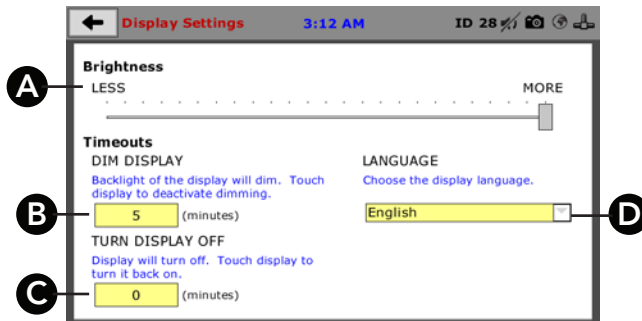 Display Settings 3:12 AM ID 28
Brightness
A LESS MORE
Timeouts
DIM DISPLAY LANGUAGE
Backlight of the display will dim. Touch Choose the display language.
display to deactivate dimming.
B 5 (minutes) English D
TURN DISPLAY OFF
Display will turn off. Touch display to
turn it back on.
C 0 (minutes)